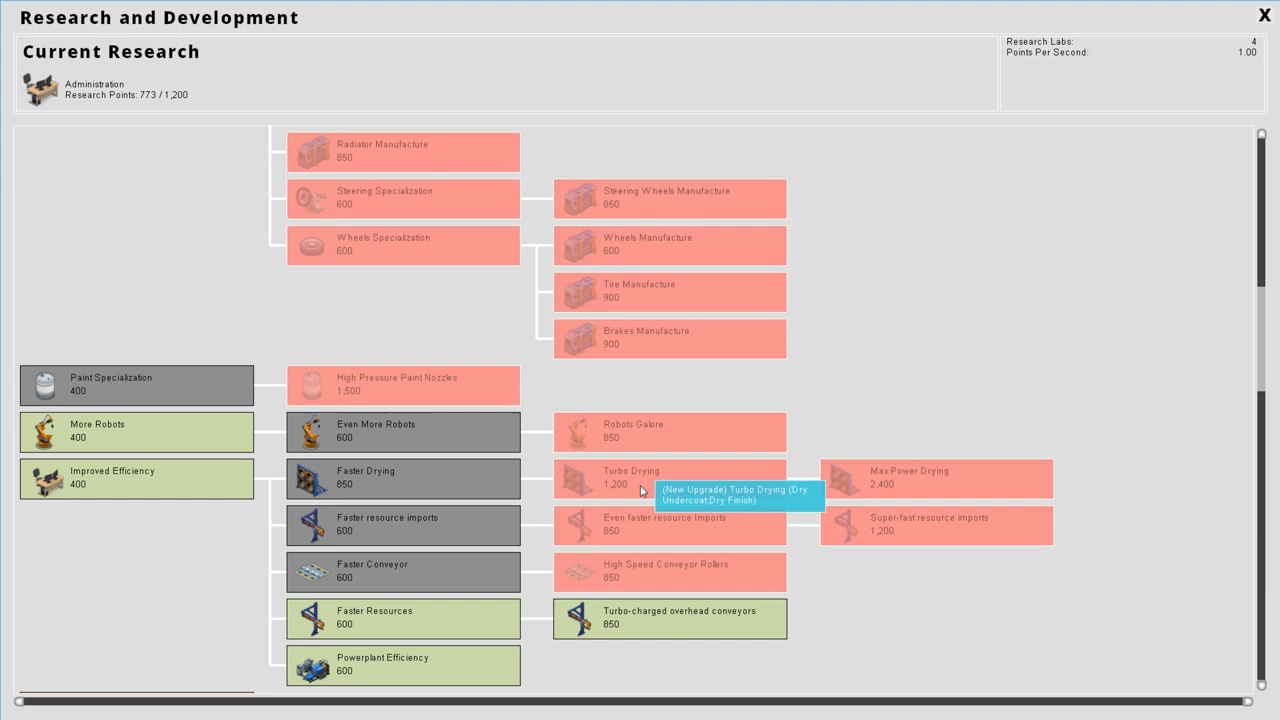 Research and Development
X
Current Research
Administration
Research Points: 773 / 1,200
Research Labs: 4
Points Per Second: 1.00
Radiator Manufacture
850
Steering Specialization
600
Steering Wheels Manufacture
850
Wheels Specialization
600
Wheels Manufacture
600
Tire Manufacture
900
Brakes Manufacture
900
Paint Specialization
400
High Pressure Paint Nozzles
1,500
More Robots
400
Even More Robots
600
Robots Galore
850
Improved Efficiency
400
Faster Drying
850
Turbo Drying
1,200
(New Upgrade) Turbo Drying (Dry
Undercoat,Dry Finish)
Max Power Drying
2,400
Faster resource imports
600
Even faster resource Imports
850
Super-fast resource imports
1,200
Faster Conveyor
600
High Speed Conveyor Rollers
850
Faster Resources
600
Turbo-charged overhead conveyors
850
Powerplant Efficiency
600